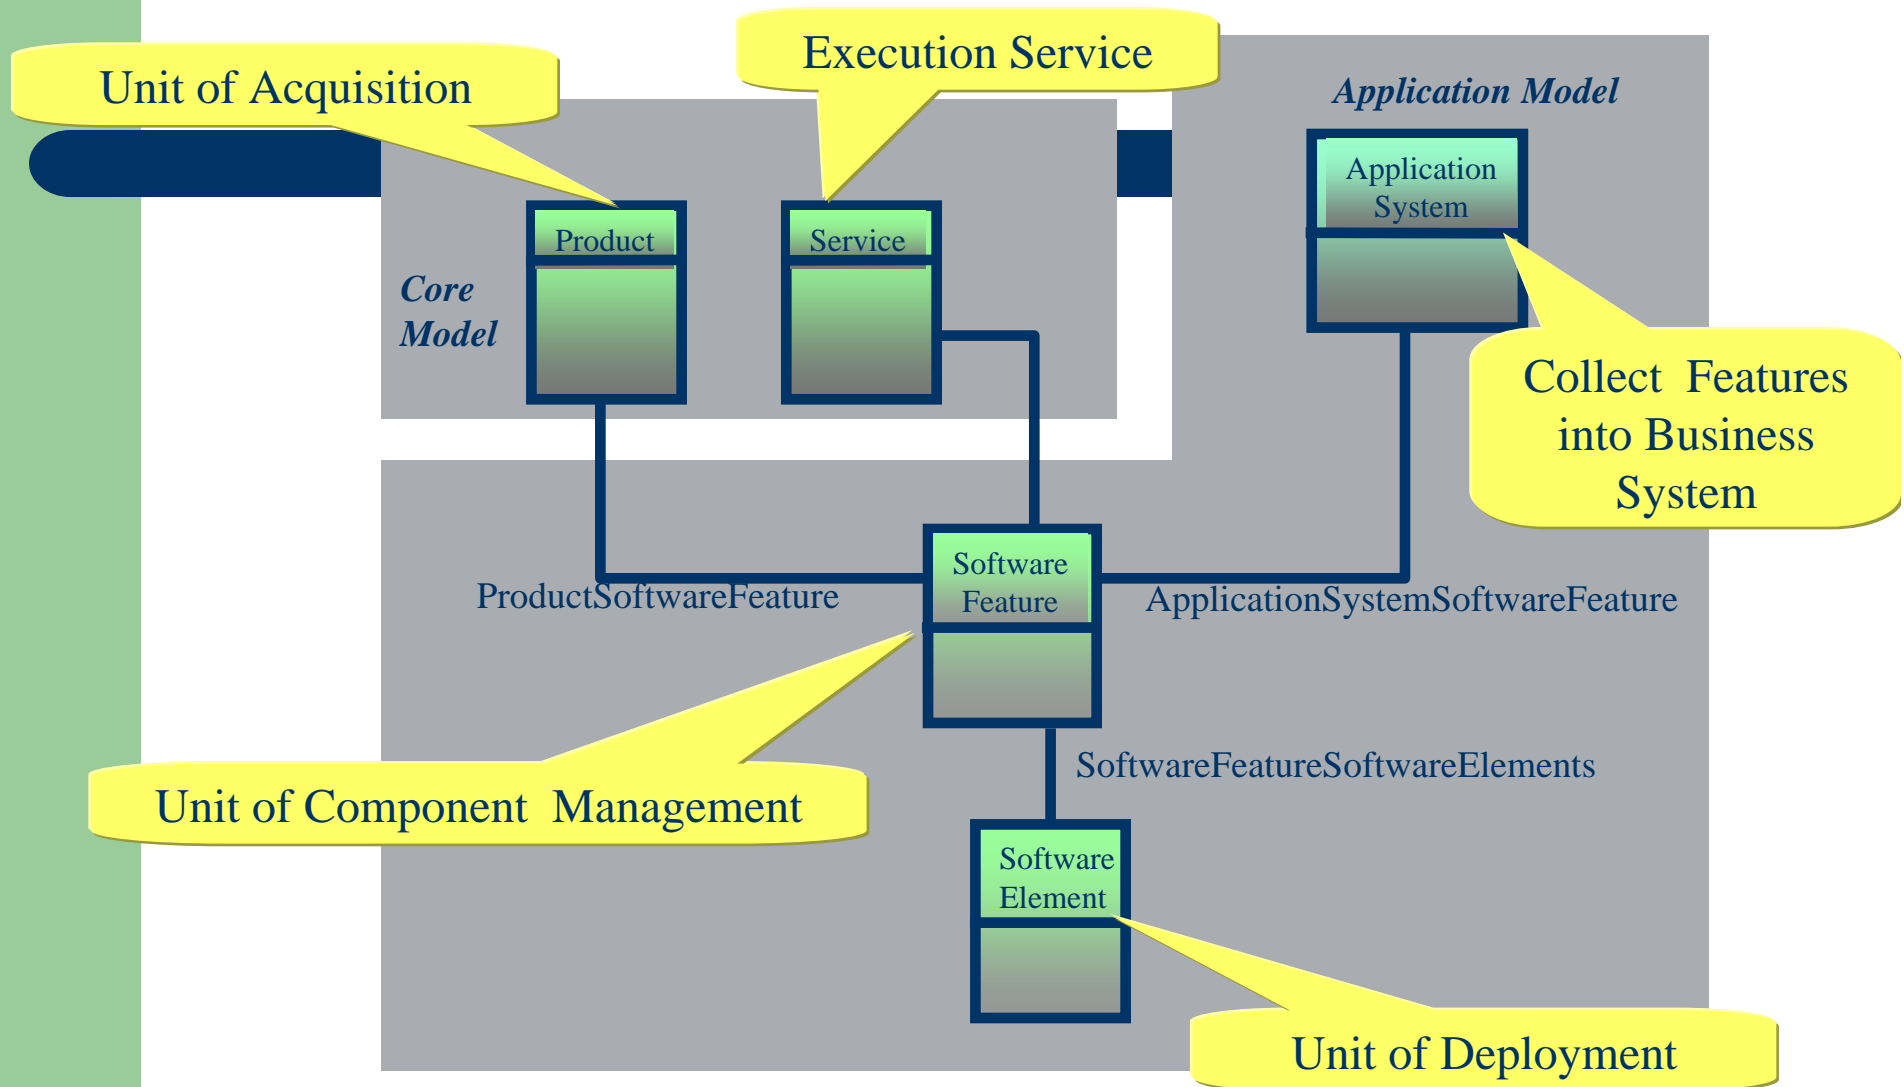 Unit of Acquisition
Execution Service
Application Model
Application
System
Product
Service
Core
Model
Collect Features
into Business
System
Software
Feature
ProductSoftwareFeature
ApplicationSystemSoftwareFeature
SoftwareFeatureSoftwareElements
Unit of Component Management
Software
Element
Unit of Deployment